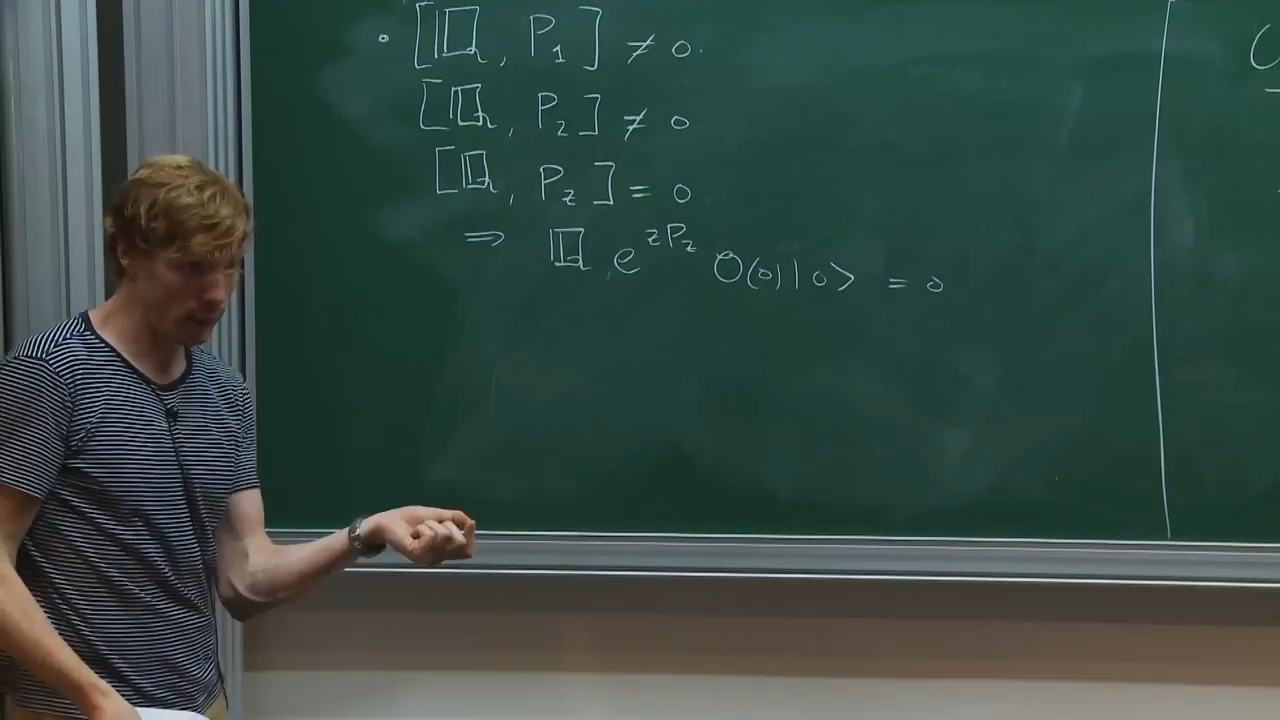 • [ℚ, P₁] ≠ 0.
[ℚ, P₂] ≠ 0
[ℚ, P_z] = 0.
⇒ ℚ e^{zP_z} O(0)|0> = 0